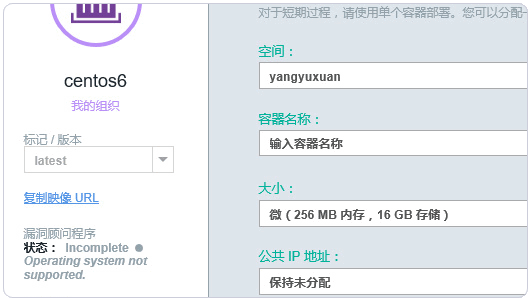 centos6
我的组织
标记 / 版本
latest
复制映像 URL
漏洞顾问程序
状态： Incomplete
Operating system not
supported.
对于短期过程，请使用单个容器部署。您可以分配一
空间：
yangyuxuan
容器名称：
输入容器名称
大小：
微（256 MB 内存，16 GB 存储）
公共 IP 地址：
保持未分配